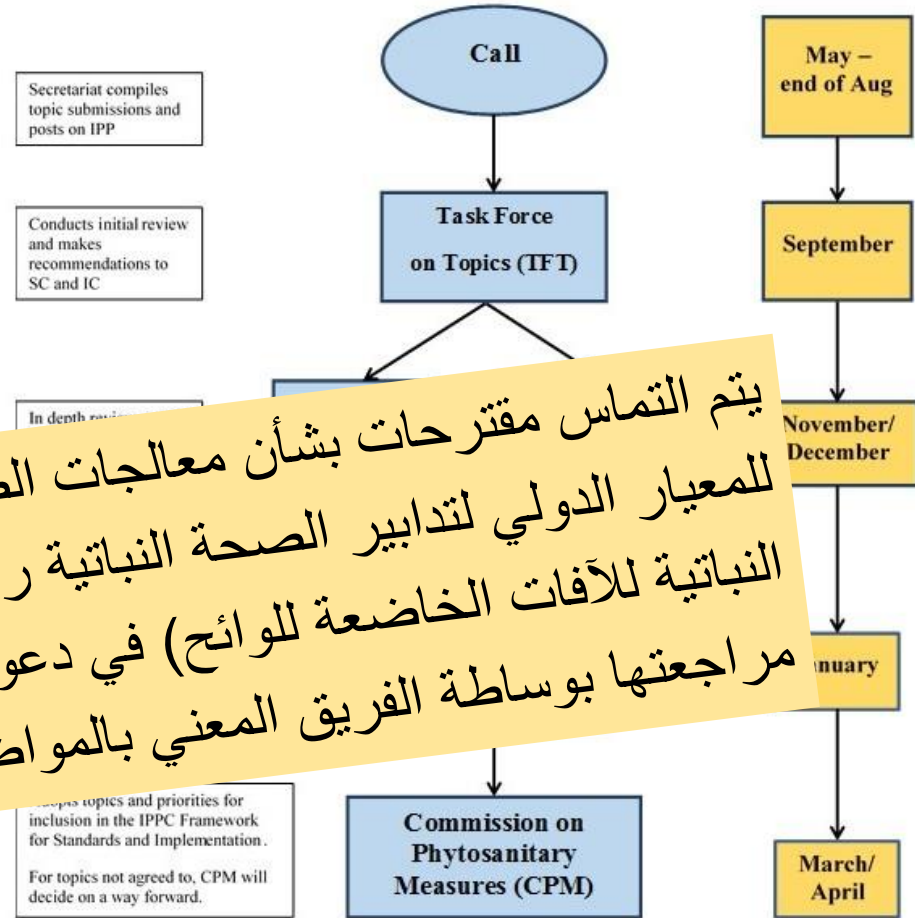 Call
May –
end of Aug
Secretariat compiles
topic submissions and
posts on IPP
Task Force
on Topics (TFT)
September
Conducts initial review
and makes
recommendations to
SC and IC
In depth
November/
December
يتم التماس مقترحات بشأن معالجات
للمعيار الدولي لتدابير الصحة النباتية
النباتية للآفات الخاضعة للوائح) في
مراجعتها بوساطة الفريق المعني
topics and priorities for
inclusion in the IPPC Framework
for Standards and Implementation.
For topics not agreed to, CPM will
decide on a way forward.
Commission on
Phytosanitary
Measures (CPM)
March/
April